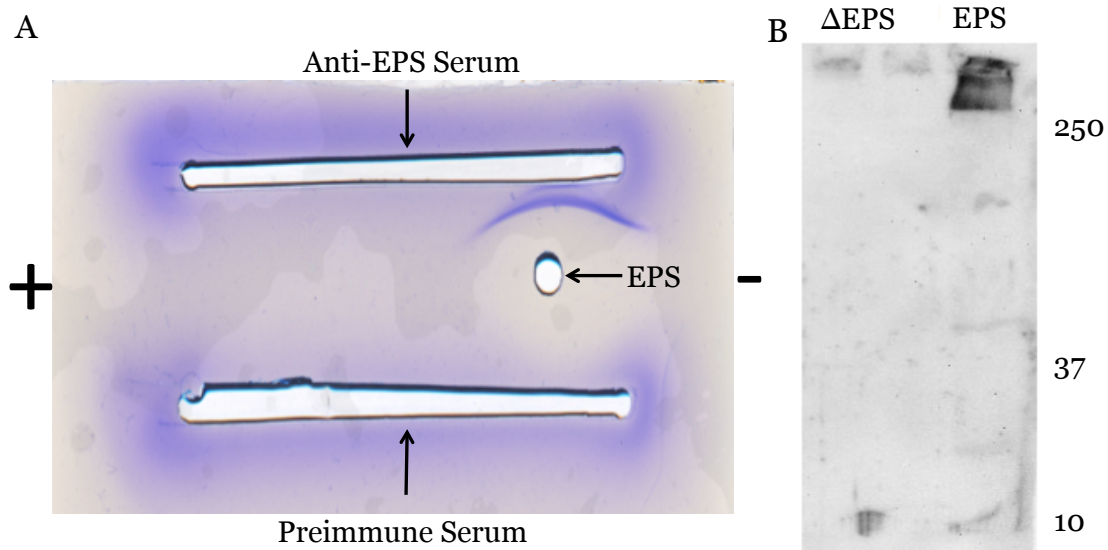 A
Anti-EPS Serum
+
EPS
-
Preimmune Serum
B
ΔEPS EPS
250
37
10